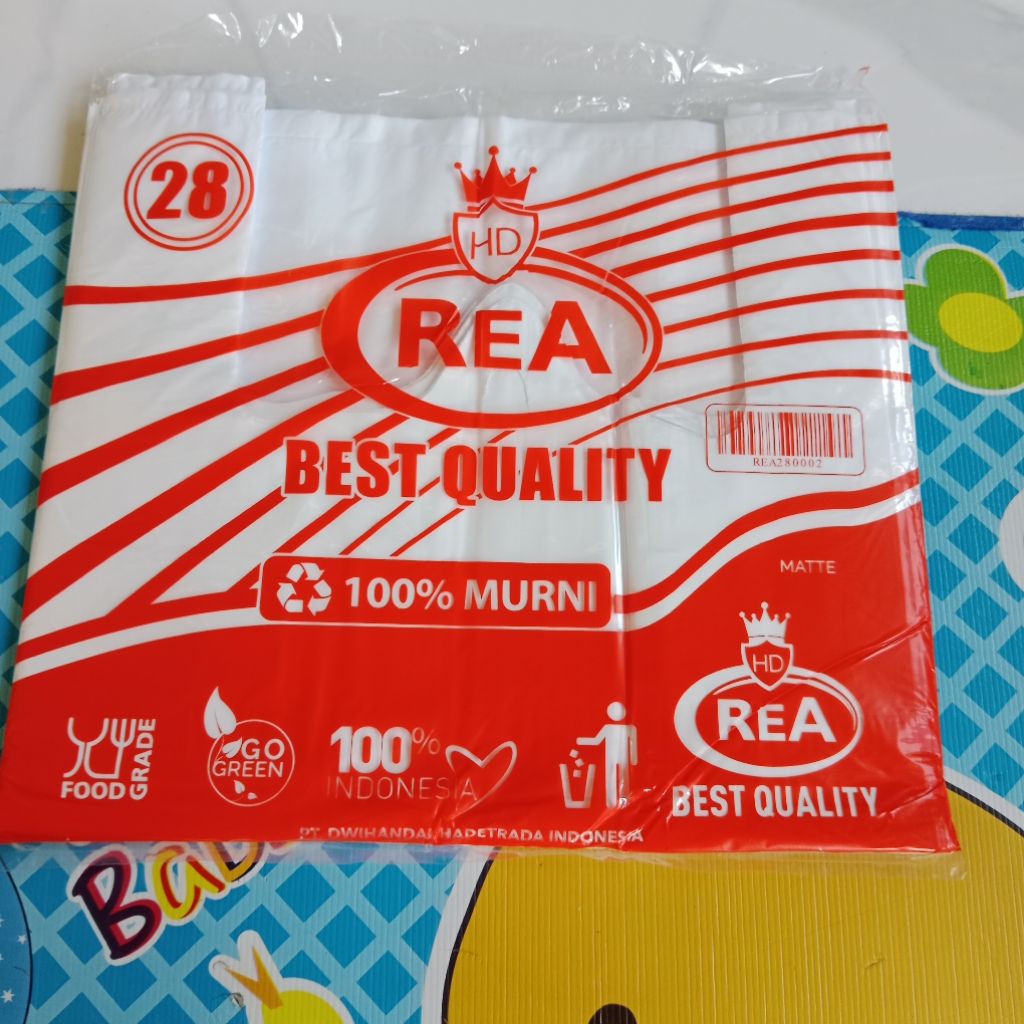 28
HD
REA
BEST QUALITY
REA280002
100% MURNI
MATTE
HD
REA
BEST QUALITY
FOOD GRADE
GO
GREEN
100%
INDONESIA
INDONESIA